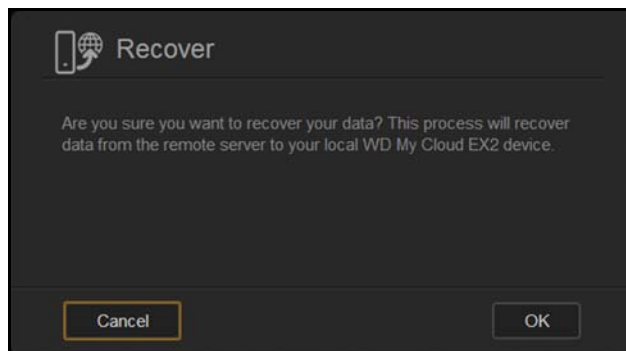 Recover
Are you sure you want to recover your data? This process will recover
data from the remote server to your local WD My Cloud EX2 device.
Cancel
OK